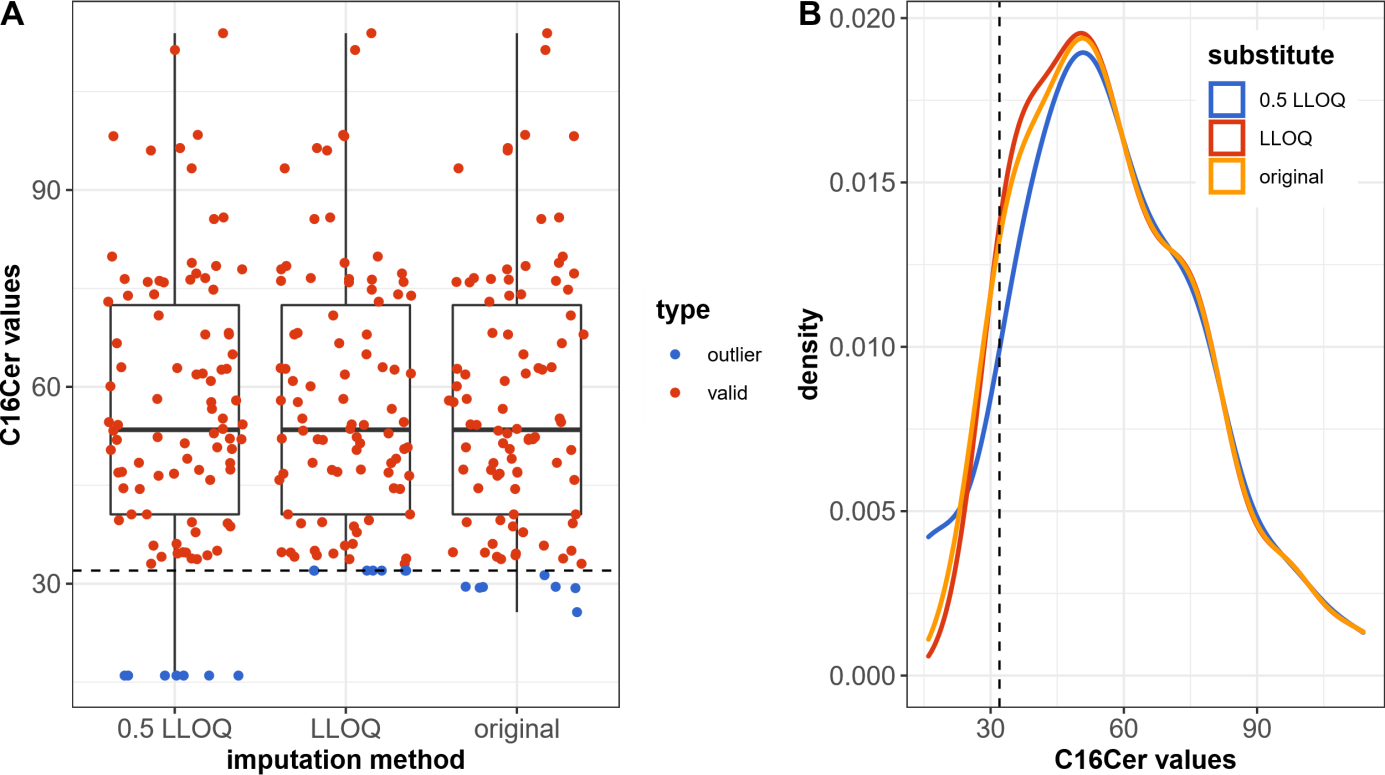 A
C16Cer values
90
60
30
0.5 LLOQ
LLOQ
original
imputation method
type
outlier
valid
B
density
0.020
0.015
0.010
0.005
0.000
30
60
90
C16Cer values
substitute
0.5 LLOQ
LLOQ
original